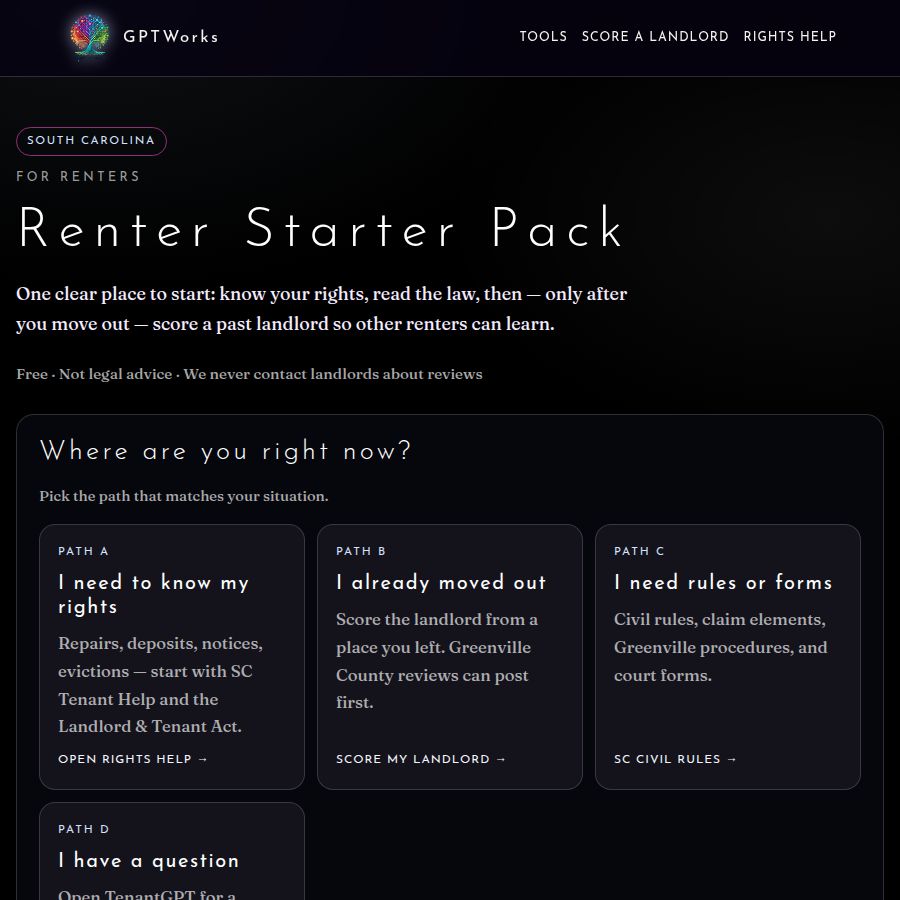 GPTWorks
TOOLS SCORE A LANDLORD RIGHTS HELP
SOUTH CAROLINA
FOR RENTERS
Renter Starter Pack
One clear place to start: know your rights, read the law, then — only after
you move out — score a past landlord so other renters can learn.
Free · Not legal advice · We never contact landlords about reviews
Where are you right now?
Pick the path that matches your situation.
PATH A
I need to know my
rights
Repairs, deposits, notices,
evictions — start with SC
Tenant Help and the
Landlord & Tenant Act.
OPEN RIGHTS HELP →
PATH B
I already moved out
Score the landlord from a
place you left. Greenville
County reviews can post
first.
SCORE MY LANDLORD →
PATH C
I need rules or forms
Civil rules, claim elements,
Greenville procedures, and
court forms.
SC CIVIL RULES →
PATH D
I have a question
Open TenantGPT for a